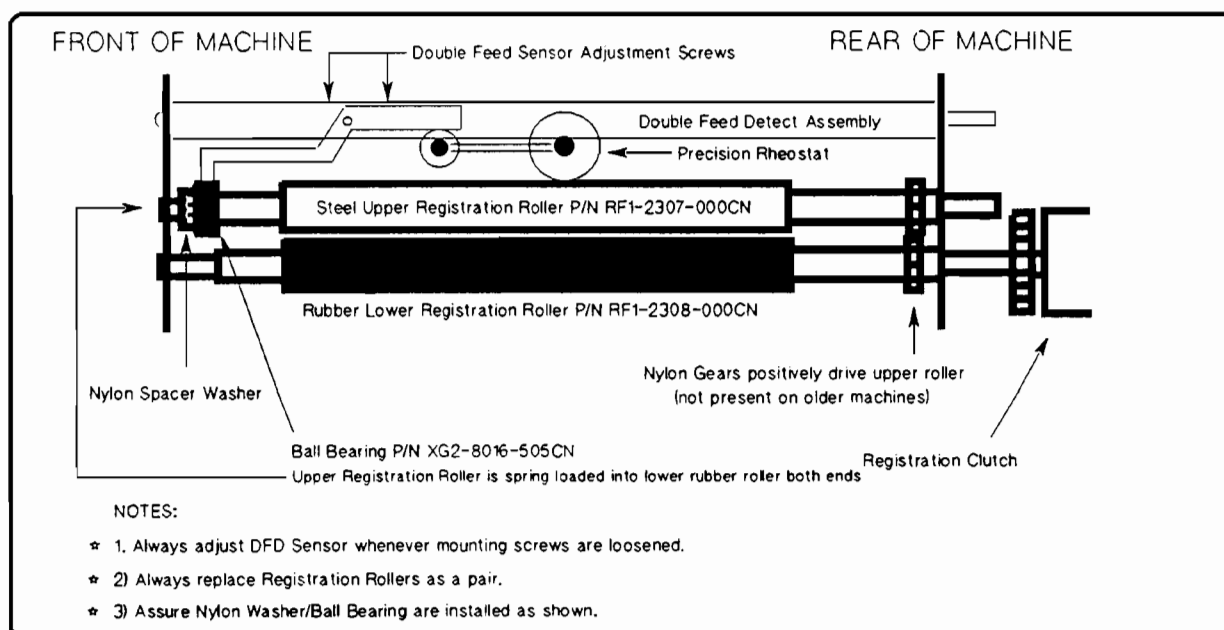 FRONT OF MACHINE
REAR OF MACHINE
Double Feed Sensor Adjustment Screws
Double Feed Detect Assembly
Precision Rheostat
Steel Upper Registration Roller P/N RF1-2307-000CN
Rubber Lower Registration Roller P/N RF1-2308-000CN
Nylon Spacer Washer
Nylon Gears positively drive upper roller
(not present on older machines)
Ball Bearing P/N XG2-8016-505CN
Registration Clutch
Upper Registration Roller is spring loaded into lower rubber roller both ends
NOTES:
☆ 1. Always adjust DFD Sensor whenever mounting screws are loosened.
☆ 2) Always replace Registration Rollers as a pair.
☆ 3) Assure Nylon Washer/Ball Bearing are installed as shown.